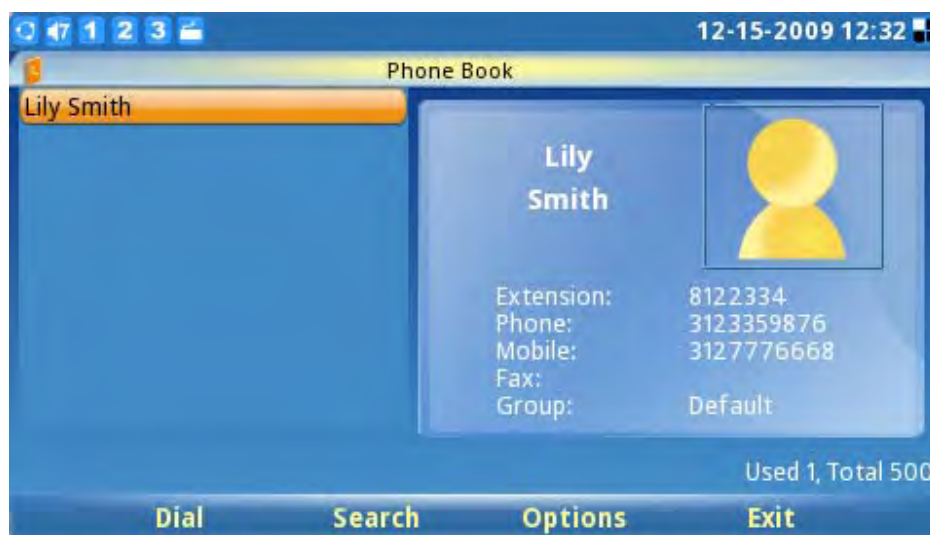 7 1 2 3 12-15-2009 12:32
Phone Book
Lily Smith
Lily
Smith
Extension: 8122334
Phone: 3123359876
Mobile: 3127776668
Fax:
Group: Default
Used 1, Total 500
Dial Search Options Exit